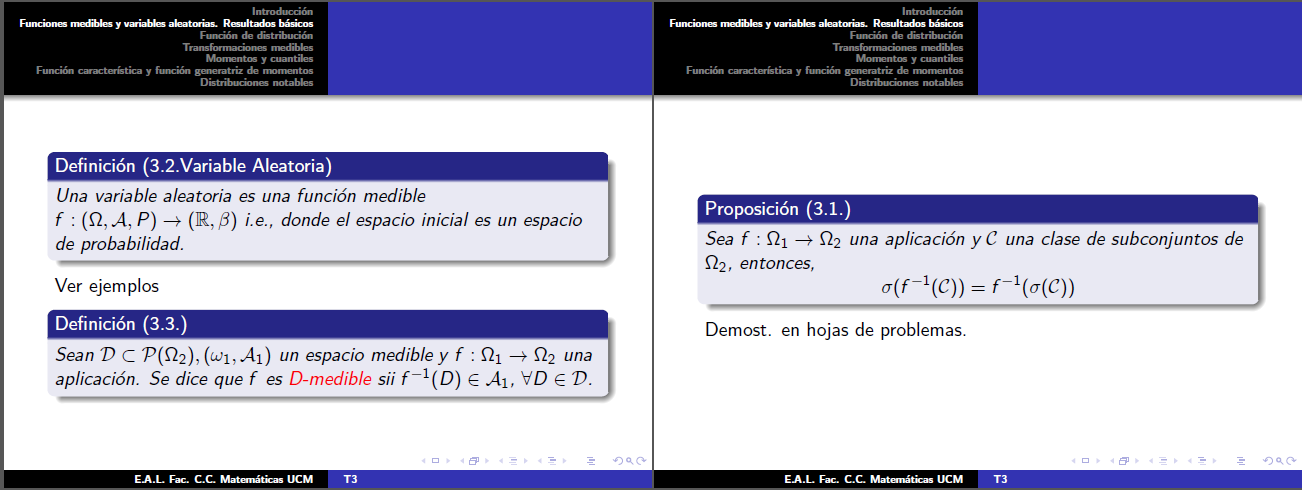 Introducción
Funciones medibles y variables aleatorias. Resultados básicos
Función de distribución
Transformaciones medibles
Momentos y cuantiles
Función característica y función generatriz de momentos
Distribuciones notables
Definición (3.2.Variable Aleatoria)
Una variable aleatoria es una función medible
f : (Ω, 𝒜, P) → (ℝ, β) i.e., donde el espacio inicial es un espacio
de probabilidad.
Ver ejemplos
Definición (3.3.)
Sean 𝒟 ⊂ 𝒫(Ω₂), (ω₁, 𝒜₁) un espacio medible y f : Ω₁ → Ω₂ una
aplicación. Se dice que f es D-medible sii f⁻¹(D) ∈ 𝒜₁, ∀D ∈ 𝒟.
E.A.L. Fac. C.C. Matemáticas UCM T3
Introducción
Funciones medibles y variables aleatorias. Resultados básicos
Función de distribución
Transformaciones medibles
Momentos y cuantiles
Función característica y función generatriz de momentos
Distribuciones notables
Proposición (3.1.)
Sea f : Ω₁ → Ω₂ una aplicación y 𝒞 una clase de subconjuntos de
Ω₂, entonces,
σ(f⁻¹(𝒞)) = f⁻¹(σ(𝒞))
Demost. en hojas de problemas.
E.A.L. Fac. C.C. Matemáticas UCM T3